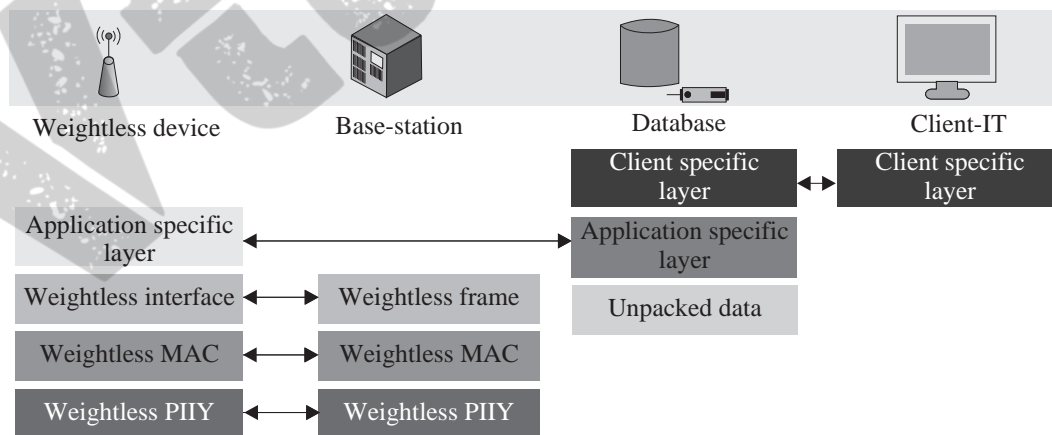 Weightless device
Base-station
Database
Client-IT
Client specific
layer
Client specific
layer
Application specific
layer
Application specific
layer
Weightless interface
Weightless frame
Unpacked data
Weightless MAC
Weightless MAC
Weightless PIIY
Weightless PIIY